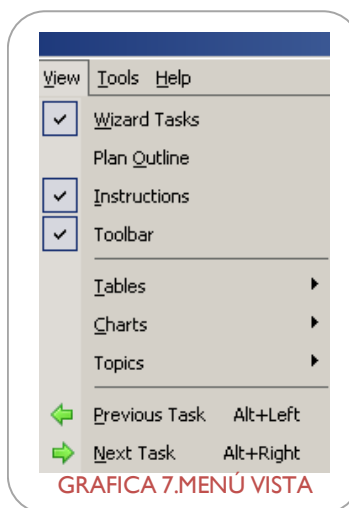 View Tools Help
Wizard Tasks
Plan Outline
Instructions
Toolbar
Tables
Charts
Topics
Previous Task Alt+Left
Next Task Alt+Right
GRAFICA 7.MENÚ VISTA